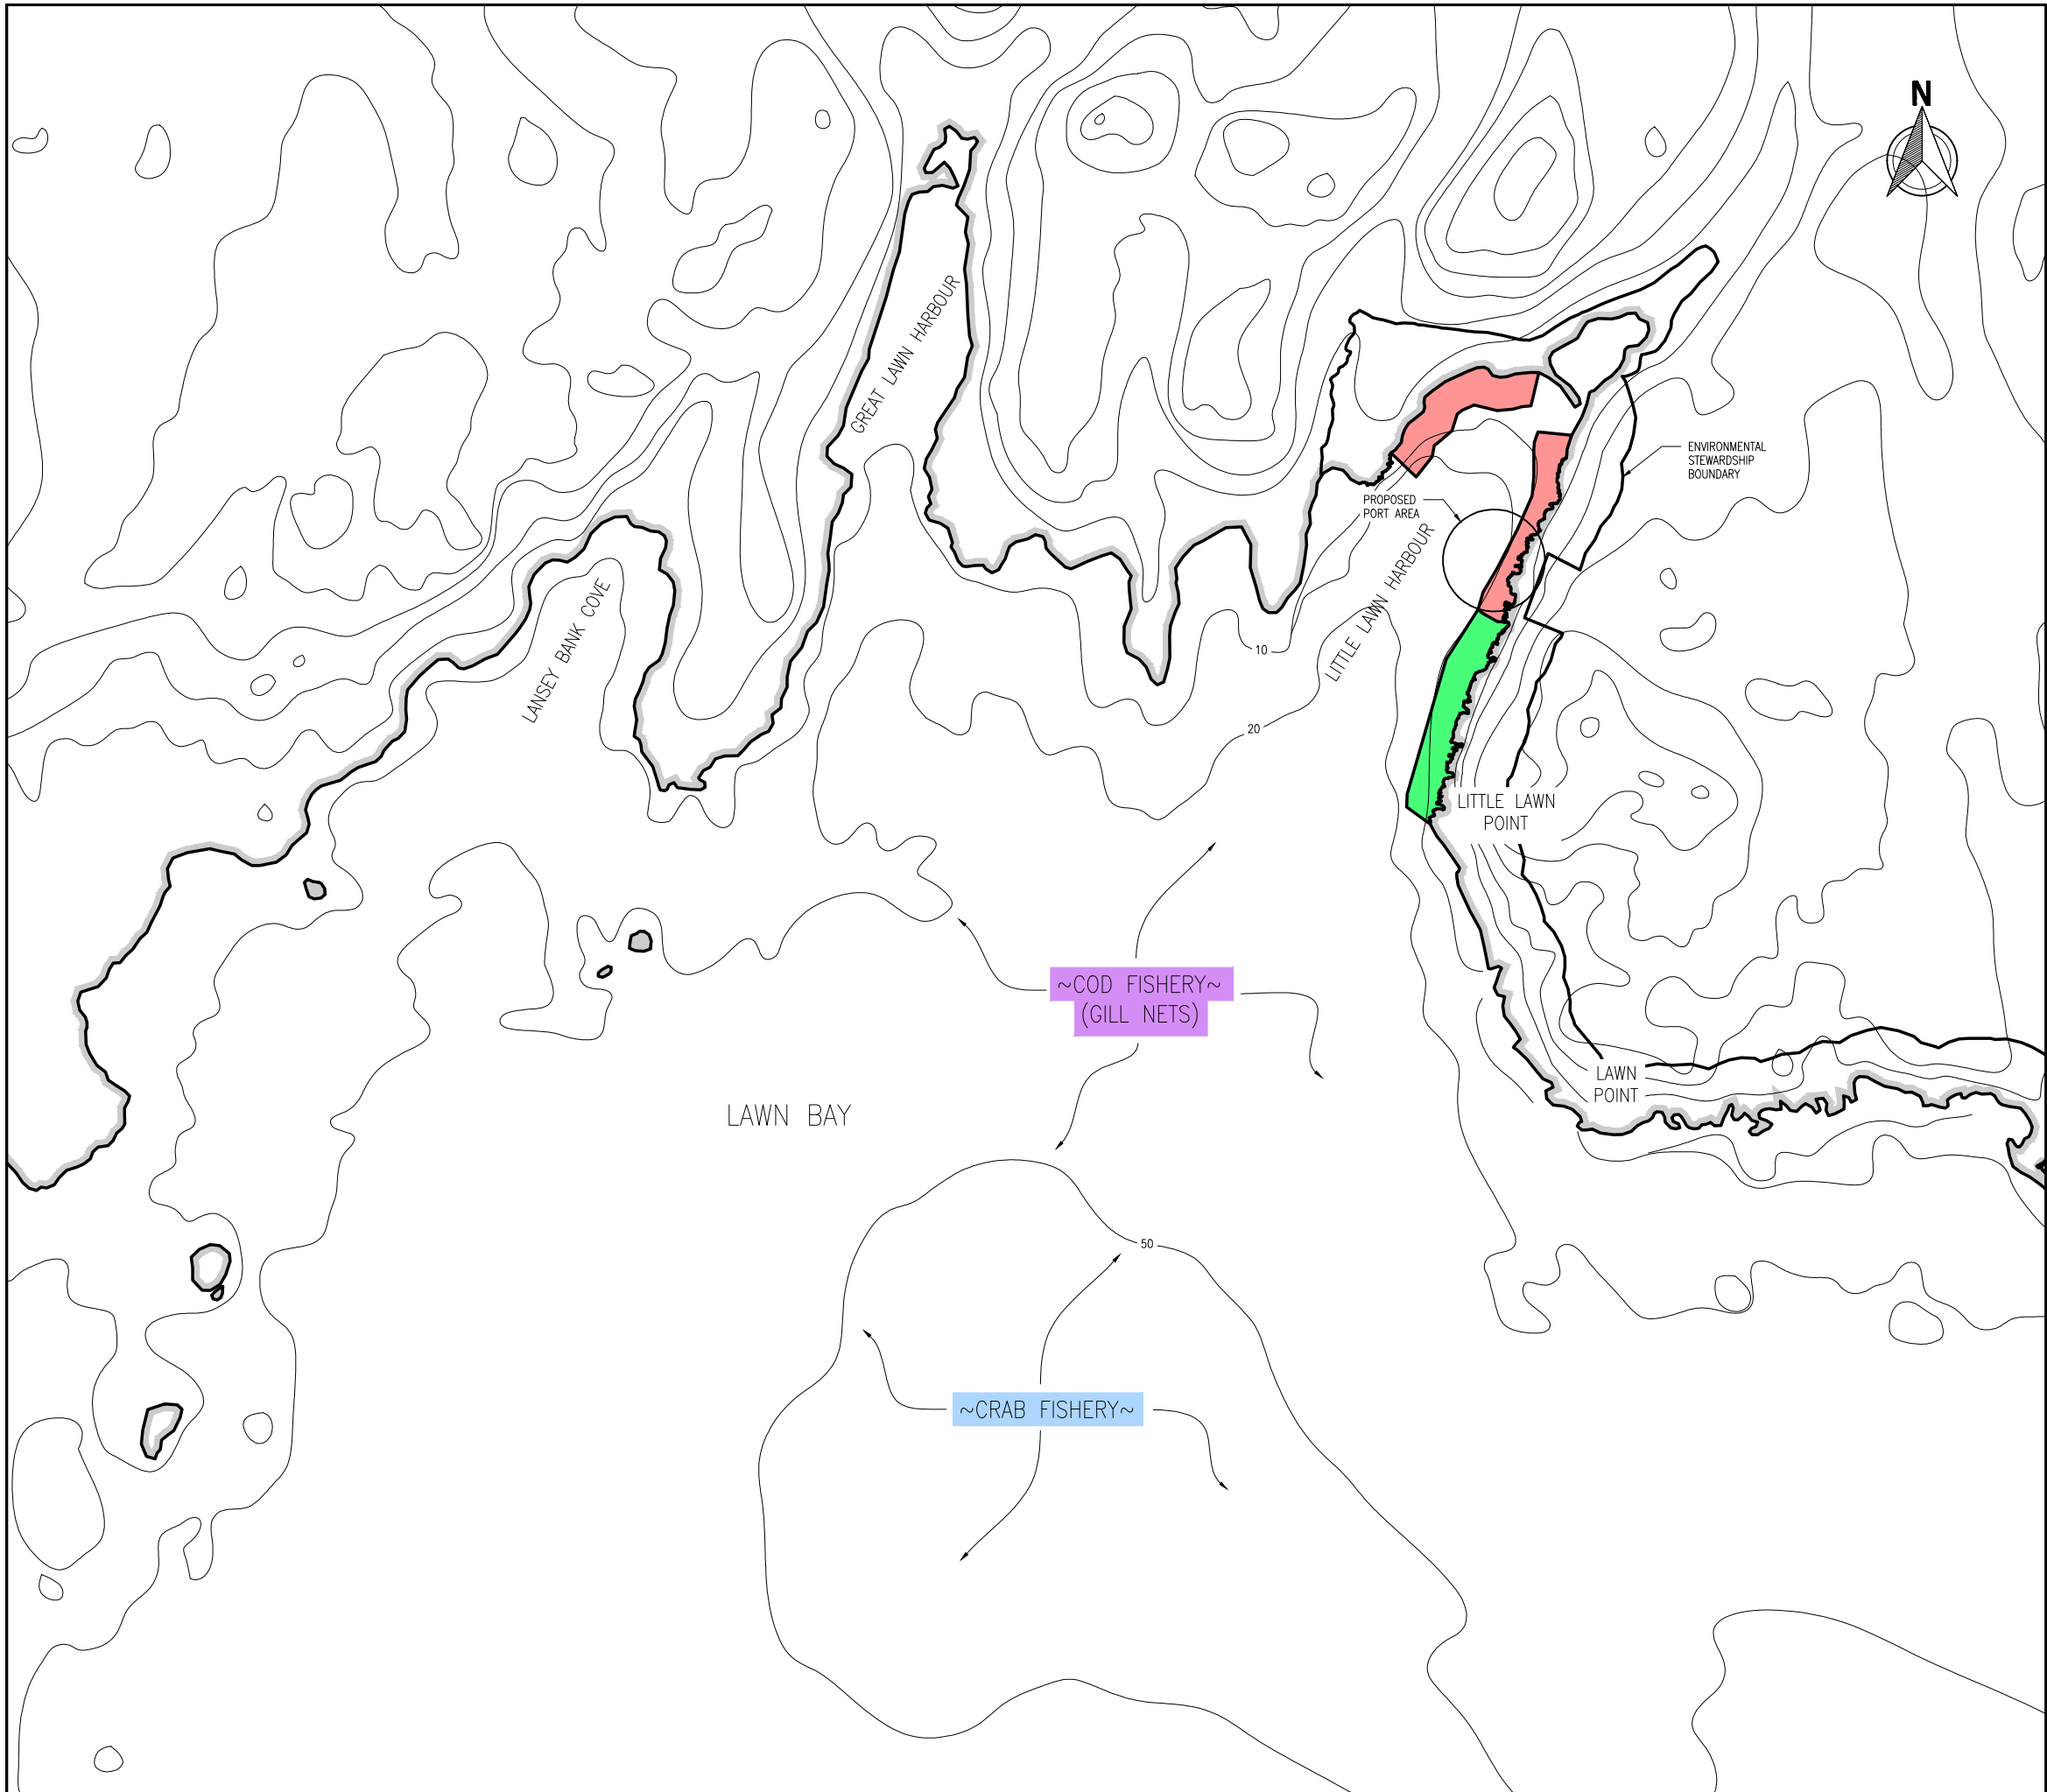 N
GREAT LAWN HARBOUR
ENVIRONMENTAL
STEWARDSHIP
BOUNDARY
PROPOSED
PORT AREA
LITTLE LAWN HARBOUR
LANSEY BANK COVE
10
20
LITTLE LAWN
POINT
~COD FISHERY~
(GILL NETS)
LAWN
POINT
LAWN BAY
50
~CRAB FISHERY~